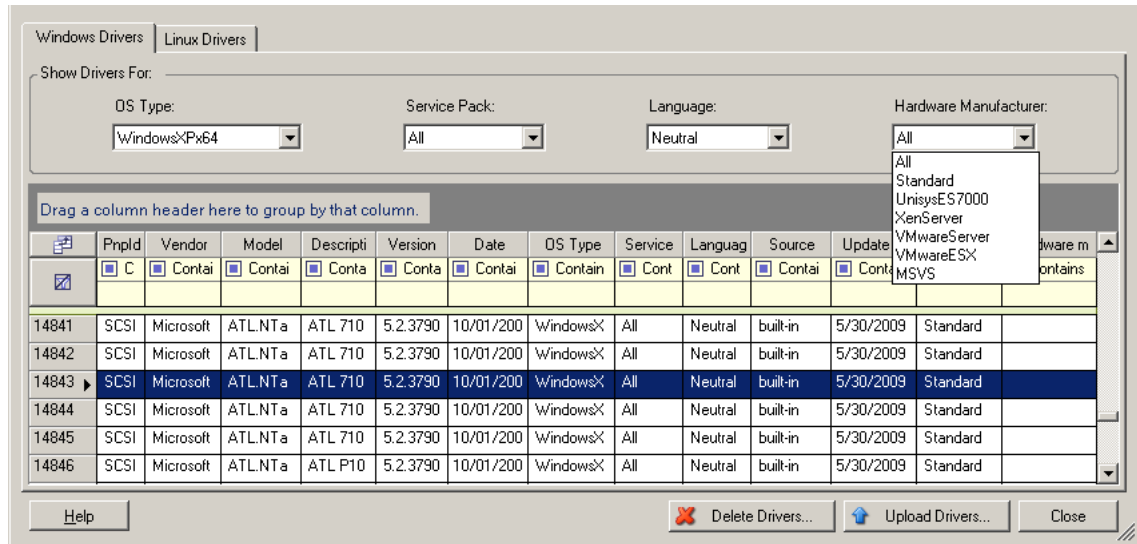 Windows Drivers Linux Drivers
Show Drivers For:
OS Type: Service Pack: Language: Hardware Manufacturer:
WindowsXPx64 All Neutral All
All
Standard
UnisysES7000
XenServer
VMwareServer
VMwareESX
MSVS
Drag a column header here to group by that column.
PnpId Vendor Model Descripti Version Date OS Type Service Languag Source Update dware m
C Contai Contai Conta Conta Contai Contain Cont Cont Contai Conta ontains
14841 SCSI Microsoft ATL.NTa ATL 710 5.2.3790 10/01/200 WindowsX All Neutral built-in 5/30/2009 Standard
14842 SCSI Microsoft ATL.NTa ATL 710 5.2.3790 10/01/200 WindowsX All Neutral built-in 5/30/2009 Standard
14843 SCSI Microsoft ATL.NTa ATL 710 5.2.3790 10/01/200 WindowsX All Neutral built-in 5/30/2009 Standard
14844 SCSI Microsoft ATL.NTa ATL 710 5.2.3790 10/01/200 WindowsX All Neutral built-in 5/30/2009 Standard
14845 SCSI Microsoft ATL.NTa ATL 710 5.2.3790 10/01/200 WindowsX All Neutral built-in 5/30/2009 Standard
14846 SCSI Microsoft ATL.NTa ATL P10 5.2.3790 10/01/200 WindowsX All Neutral built-in 5/30/2009 Standard
Help Delete Drivers... Upload Drivers... Close